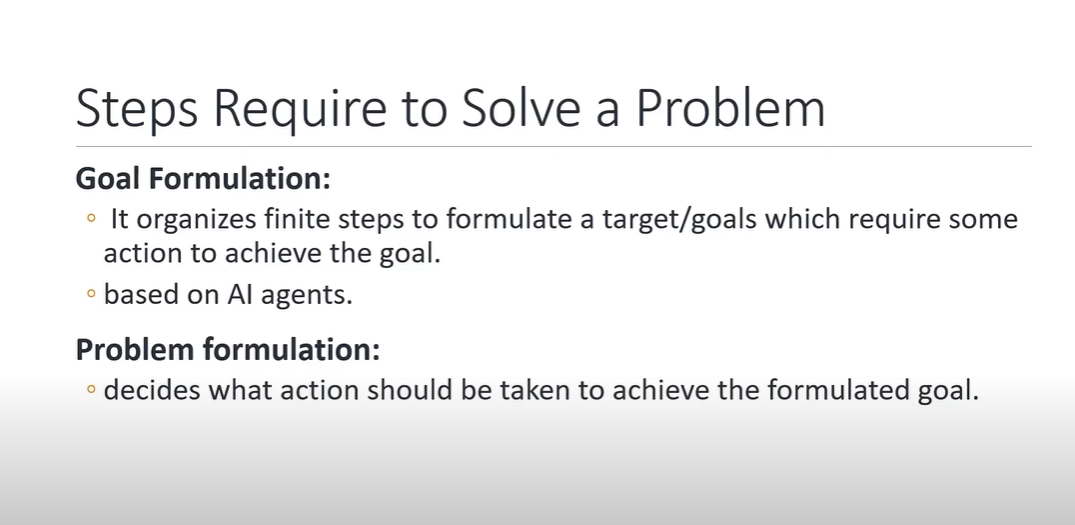 Steps Require to Solve a Problem
Goal Formulation:
◦ It organizes finite steps to formulate a target/goals which require some
action to achieve the goal.
◦ based on AI agents.
Problem formulation:
◦ decides what action should be taken to achieve the formulated goal.